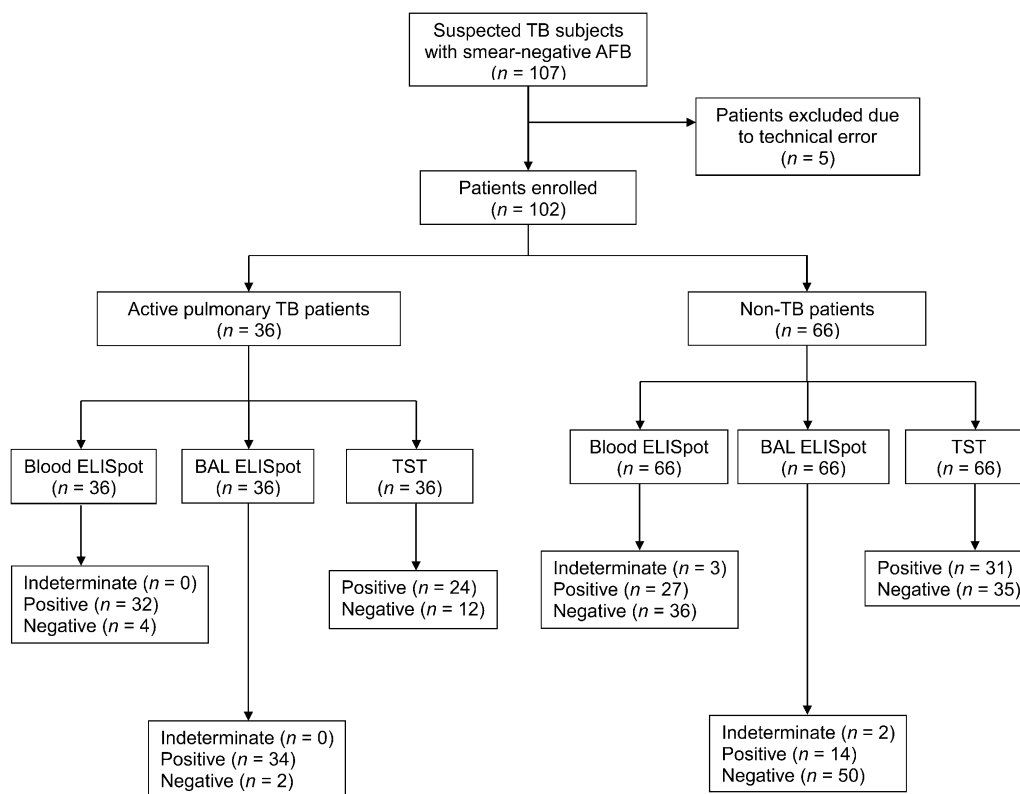 Suspected TB subjects
with smear-negative AFB
(n = 107)
Patients excluded due
to technical error
(n = 5)
Patients enrolled
(n = 102)
Active pulmonary TB patients
(n = 36)
Non-TB patients
(n = 66)
Blood ELISpot
(n = 36)
BAL ELISpot
(n = 36)
TST
(n = 36)
Blood ELISpot
(n = 66)
BAL ELISpot
(n = 66)
TST
(n = 66)
Indeterminate (n = 0)
Positive (n = 32)
Negative (n = 4)
Positive (n = 24)
Negative (n = 12)
Indeterminate (n = 3)
Positive (n = 27)
Negative (n = 36)
Positive (n = 31)
Negative (n = 35)
Indeterminate (n = 0)
Positive (n = 34)
Negative (n = 2)
Indeterminate (n = 2)
Positive (n = 14)
Negative (n = 50)